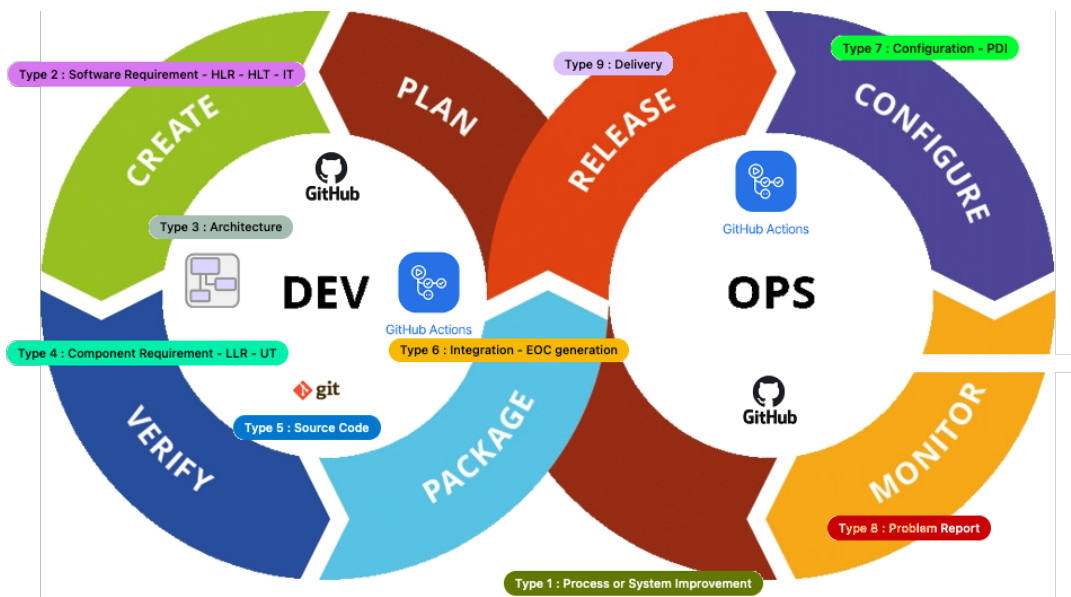 Type 2 : Software Requirement - HLR - HLT - IT
Type 9 : Delivery
Type 7 : Configuration - PDI
CREATE
PLAN
RELEASE
CONFIGURE
GitHub
GitHub Actions
Type 3 : Architecture
DEV
GitHub Actions
OPS
Type 4 : Component Requirement - LLR - UT
Type 6 : Integration - EOC generation
git
GitHub
Type 5 : Source Code
VERIFY
PACKAGE
MONITOR
Type 8 : Problem Report
Type 1 : Process or System Improvement